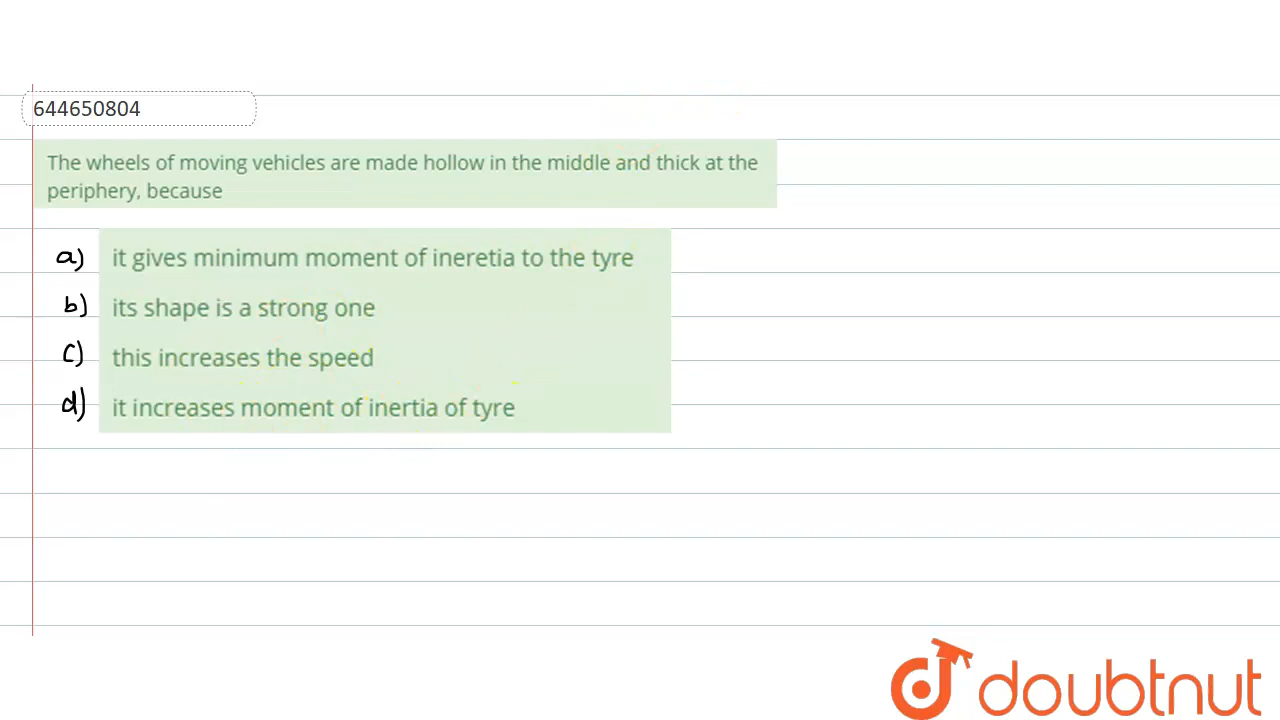 644650804
The wheels of moving vehicles are made hollow in the middle and thick at the
periphery, because
a) it gives minimum moment of ineretia to the tyre
b) its shape is a strong one
c) this increases the speed
d) it increases moment of inertia of tyre
doubtnut